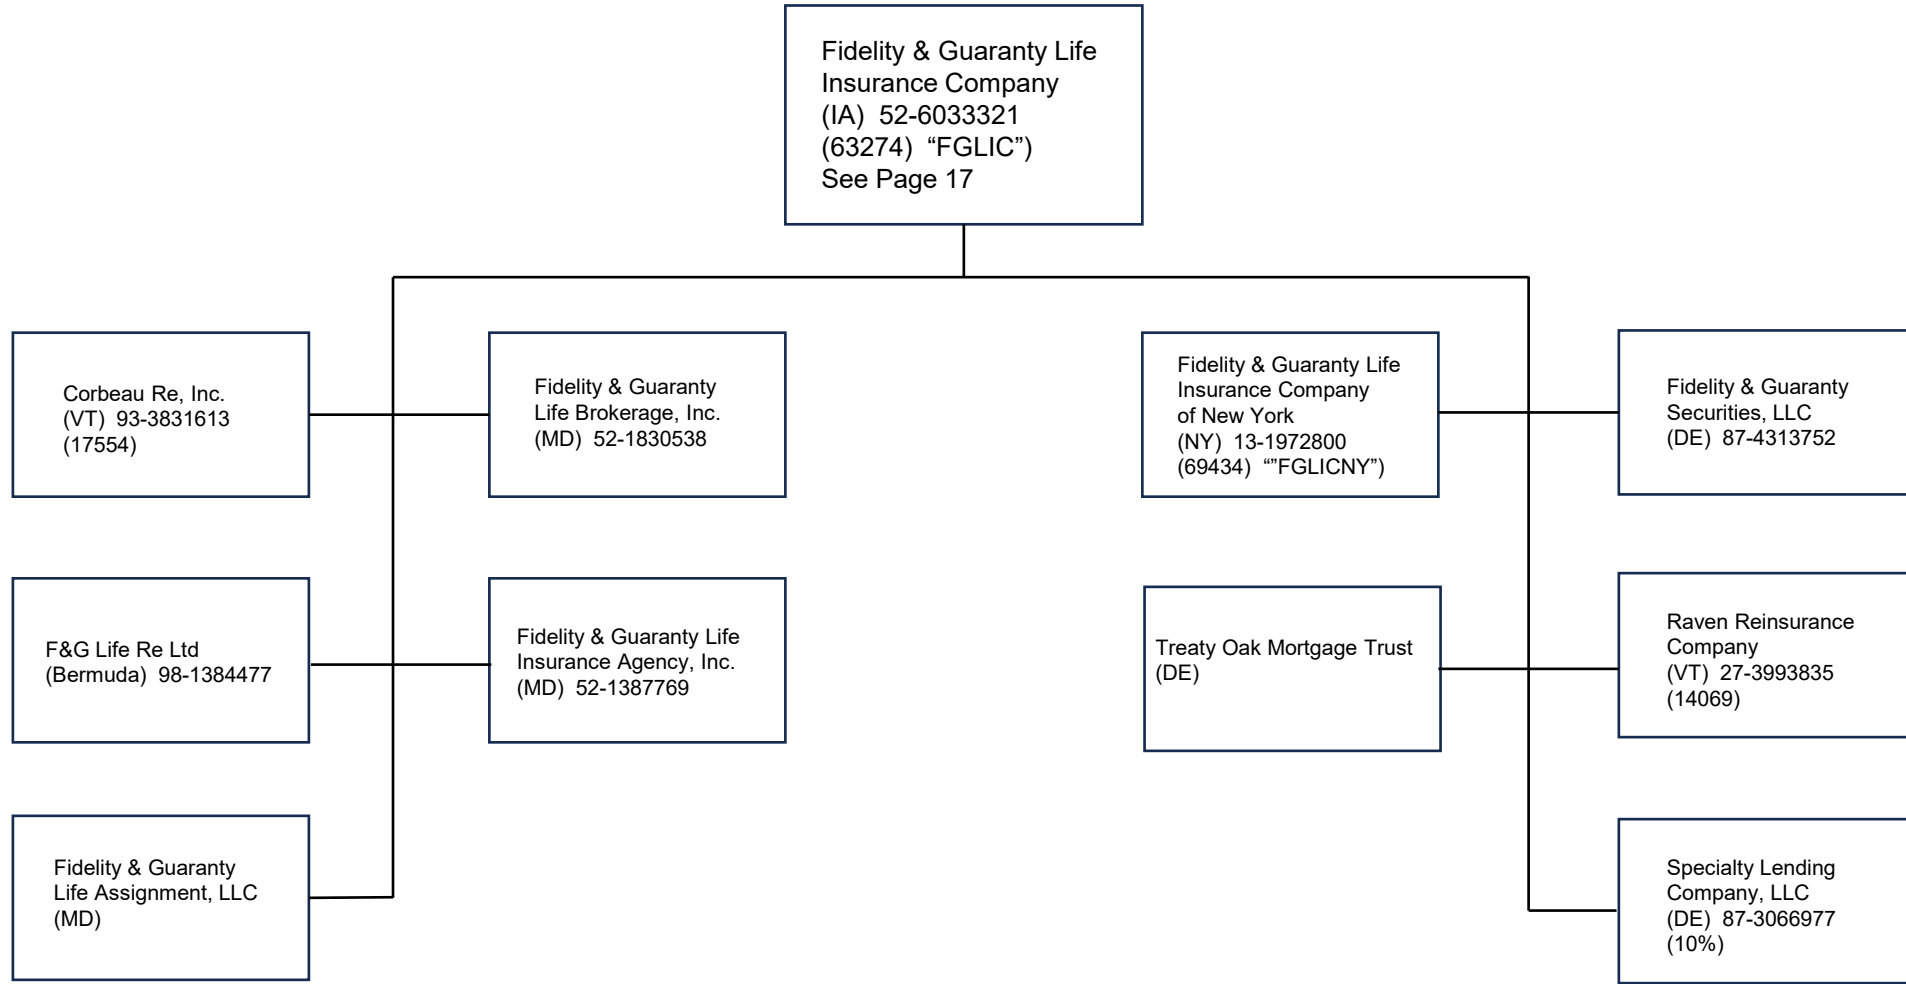 Fidelity & Guaranty Life
Insurance Company
(IA) 52-6033321
(63274) “FGLIC”)
See Page 17
Corbeau Re, Inc.
(VT) 93-3831613
(17554)
Fidelity & Guaranty
Life Brokerage, Inc.
(MD) 52-1830538
Fidelity & Guaranty Life
Insurance Company
of New York
(NY) 13-1972800
(69434) “”FGLICNY”)
Fidelity & Guaranty
Securities, LLC
(DE) 87-4313752
F&G Life Re Ltd
(Bermuda) 98-1384477
Fidelity & Guaranty Life
Insurance Agency, Inc.
(MD) 52-1387769
Treaty Oak Mortgage Trust
(DE)
Raven Reinsurance
Company
(VT) 27-3993835
(14069)
Fidelity & Guaranty
Life Assignment, LLC
(MD)
Specialty Lending
Company, LLC
(DE) 87-3066977
(10%)